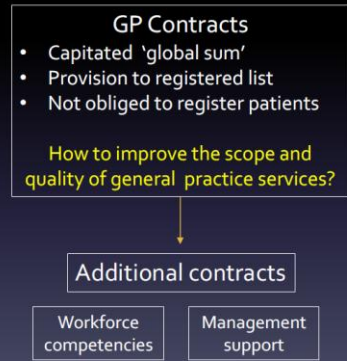 GP Contracts
• Capitated 'global sum'
• Provision to registered list
• Not obliged to register patients
How to improve the scope and
quality of general practice services?
Additional contracts
Workforce
competencies
Management
support